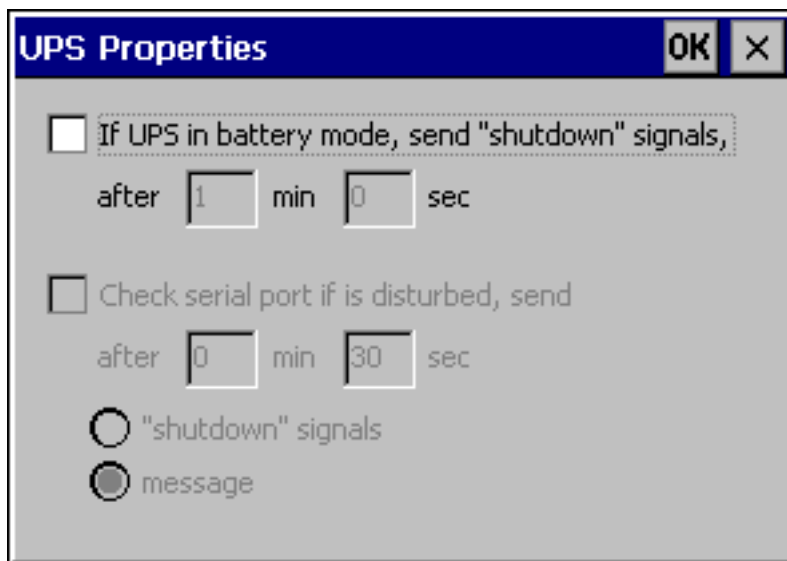 UPS Properties OK ×
If UPS in battery mode, send "shutdown" signals,
after 1 min 0 sec
Check serial port if is disturbed, send
after 0 min 30 sec
"shutdown" signals
message